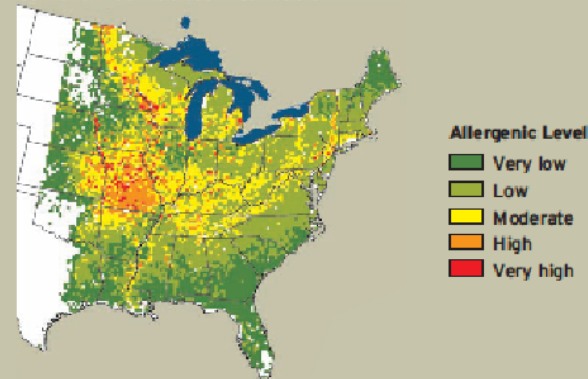 Allergenic Level
Very low
Low
Moderate
High
Very high